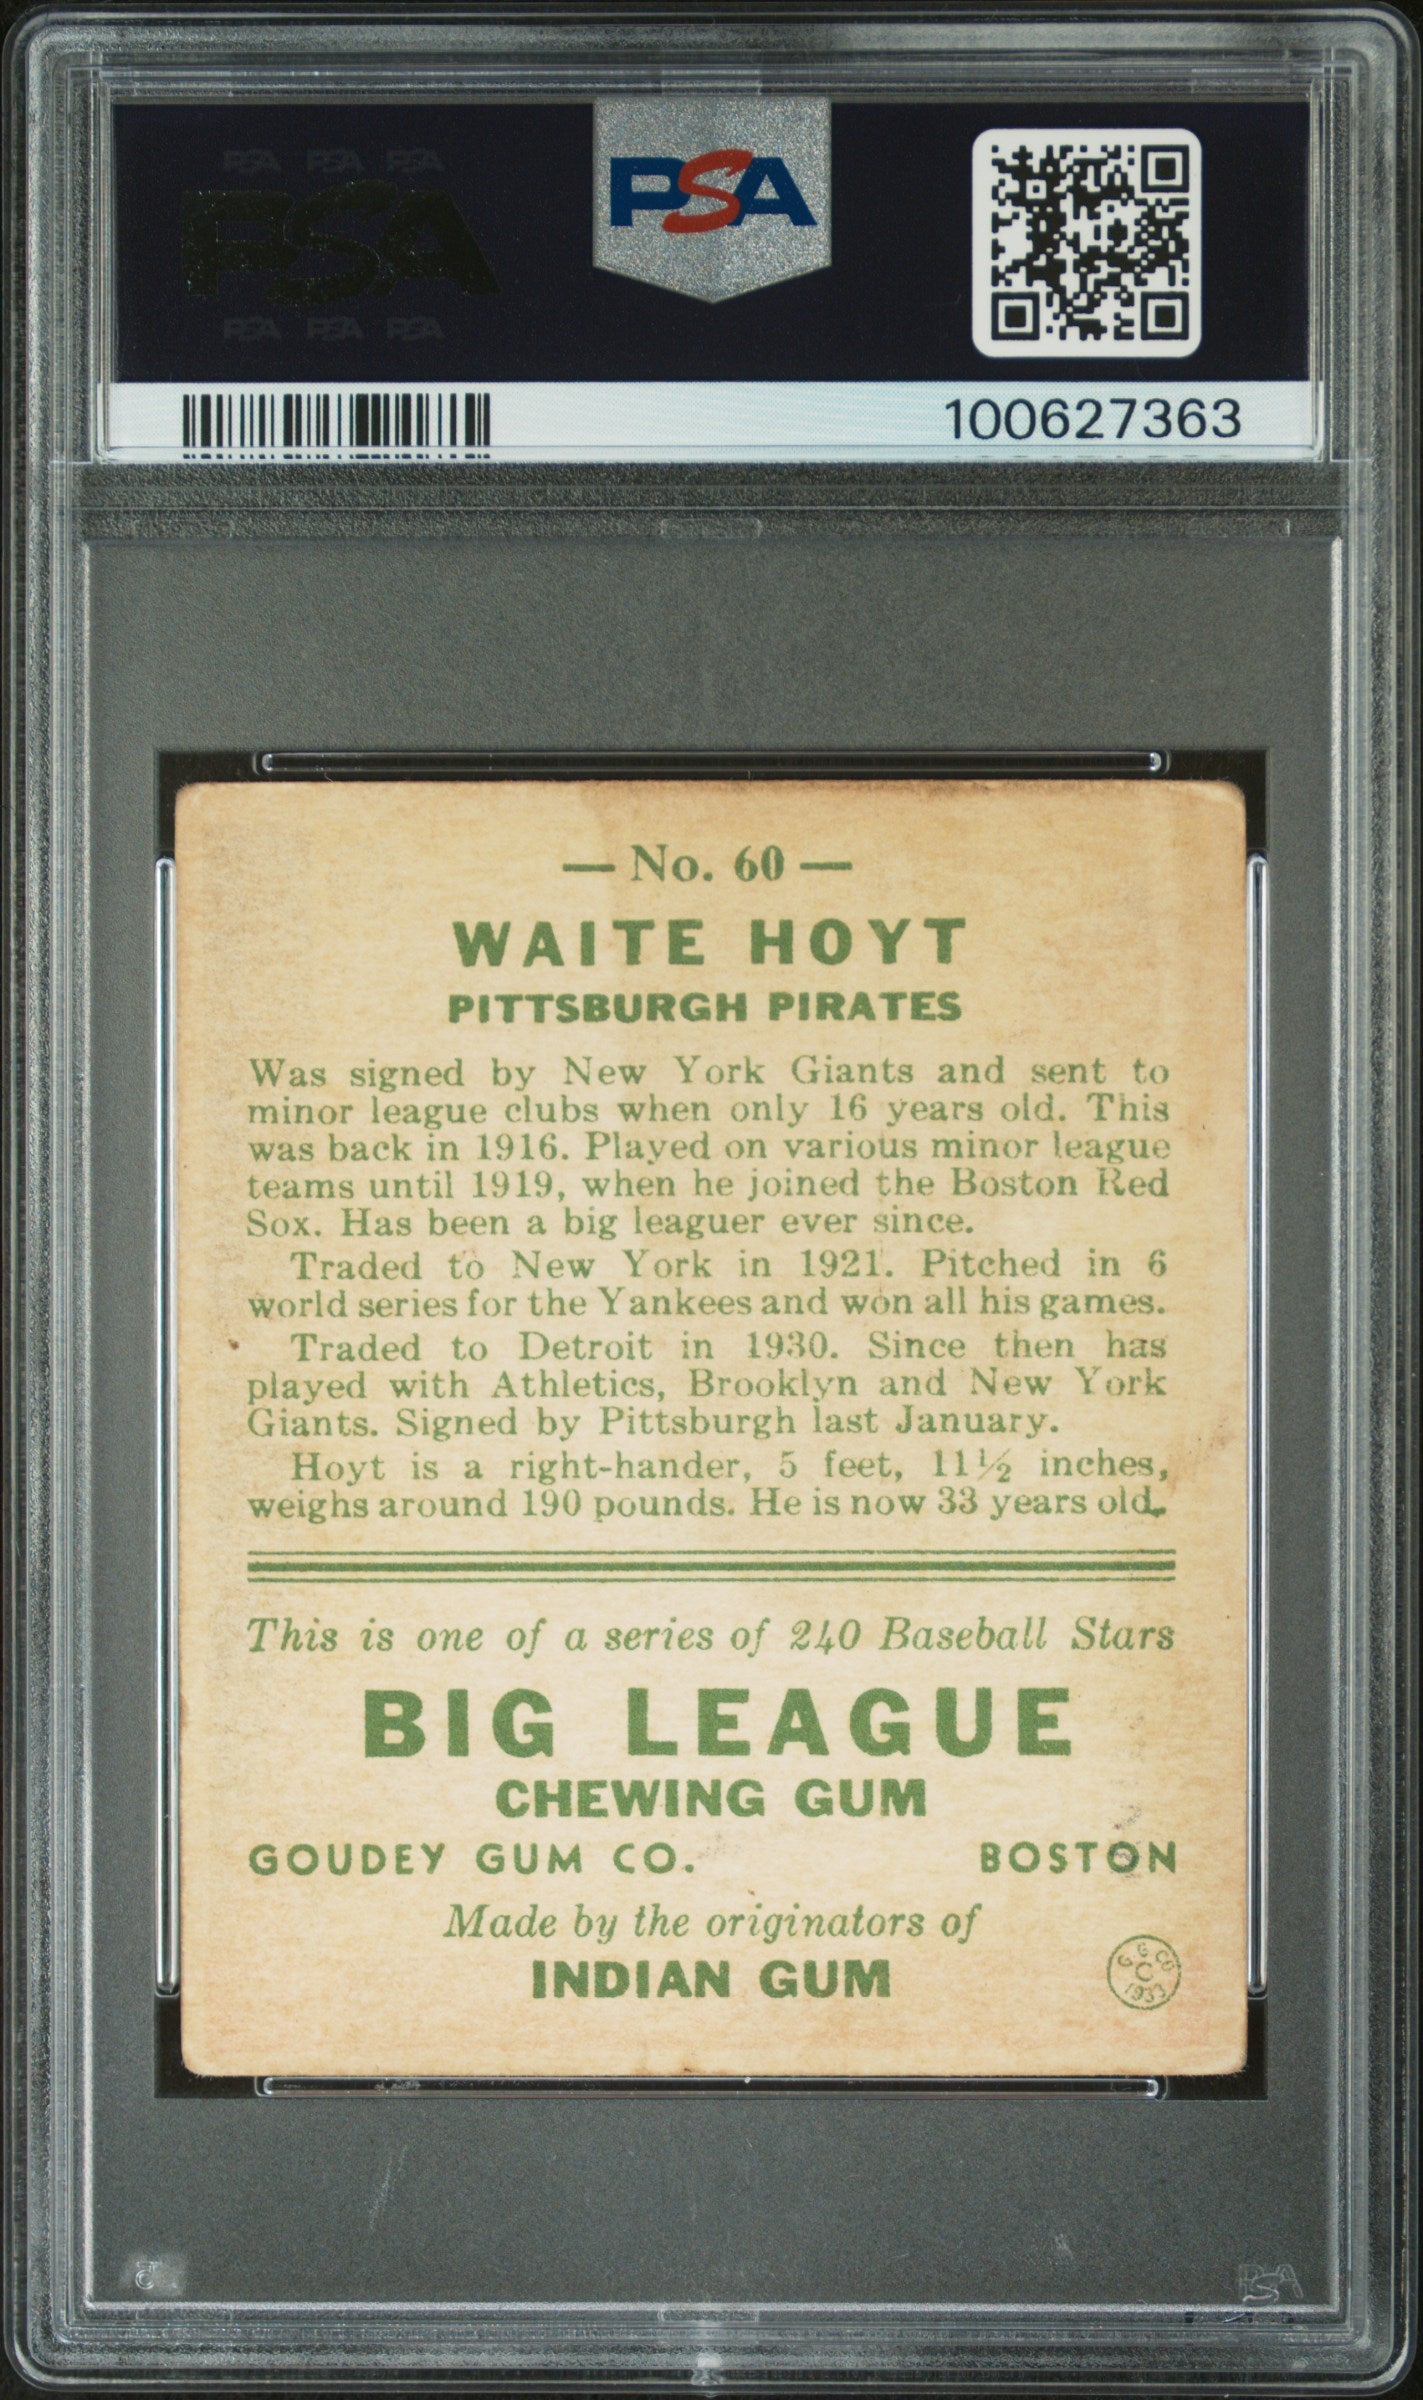 PSA PSA PSA
PSA
PSA PSA PSA
PSA
100627363
— No. 60 —
WAITE HOYT
PITTSBURGH PIRATES
Was signed by New York Giants and sent to
minor league clubs when only 16 years old. This
was back in 1916. Played on various minor league
teams until 1919, when he joined the Boston Red
Sox. Has been a big leaguer ever since.
Traded to New York in 1921. Pitched in 6
world series for the Yankees and won all his games.
Traded to Detroit in 1930. Since then has
played with Athletics, Brooklyn and New York
Giants. Signed by Pittsburgh last January.
Hoyt is a right-hander, 5 feet, 11½ inches,
weighs around 190 pounds. He is now 33 years old.
This is one of a series of 240 Baseball Stars
BIG LEAGUE
CHEWING GUM
GOUDEY GUM CO. BOSTON
Made by the originators of
INDIAN GUM
G. G. CO.
C
1933
PSA